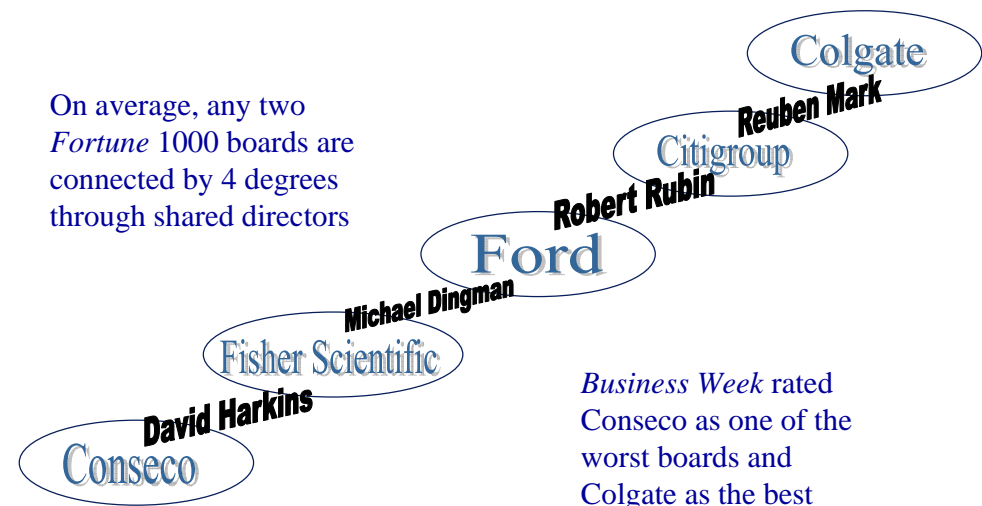 Colgate
Reuben Mark
Citigroup
Robert Rubin
Ford
Michael Dingman
Fisher Scientific
David Harkins
Conseco
On average, any two
Fortune 1000 boards are
connected by 4 degrees
through shared directors
Business Week rated
Conseco as one of the
worst boards and
Colgate as the best